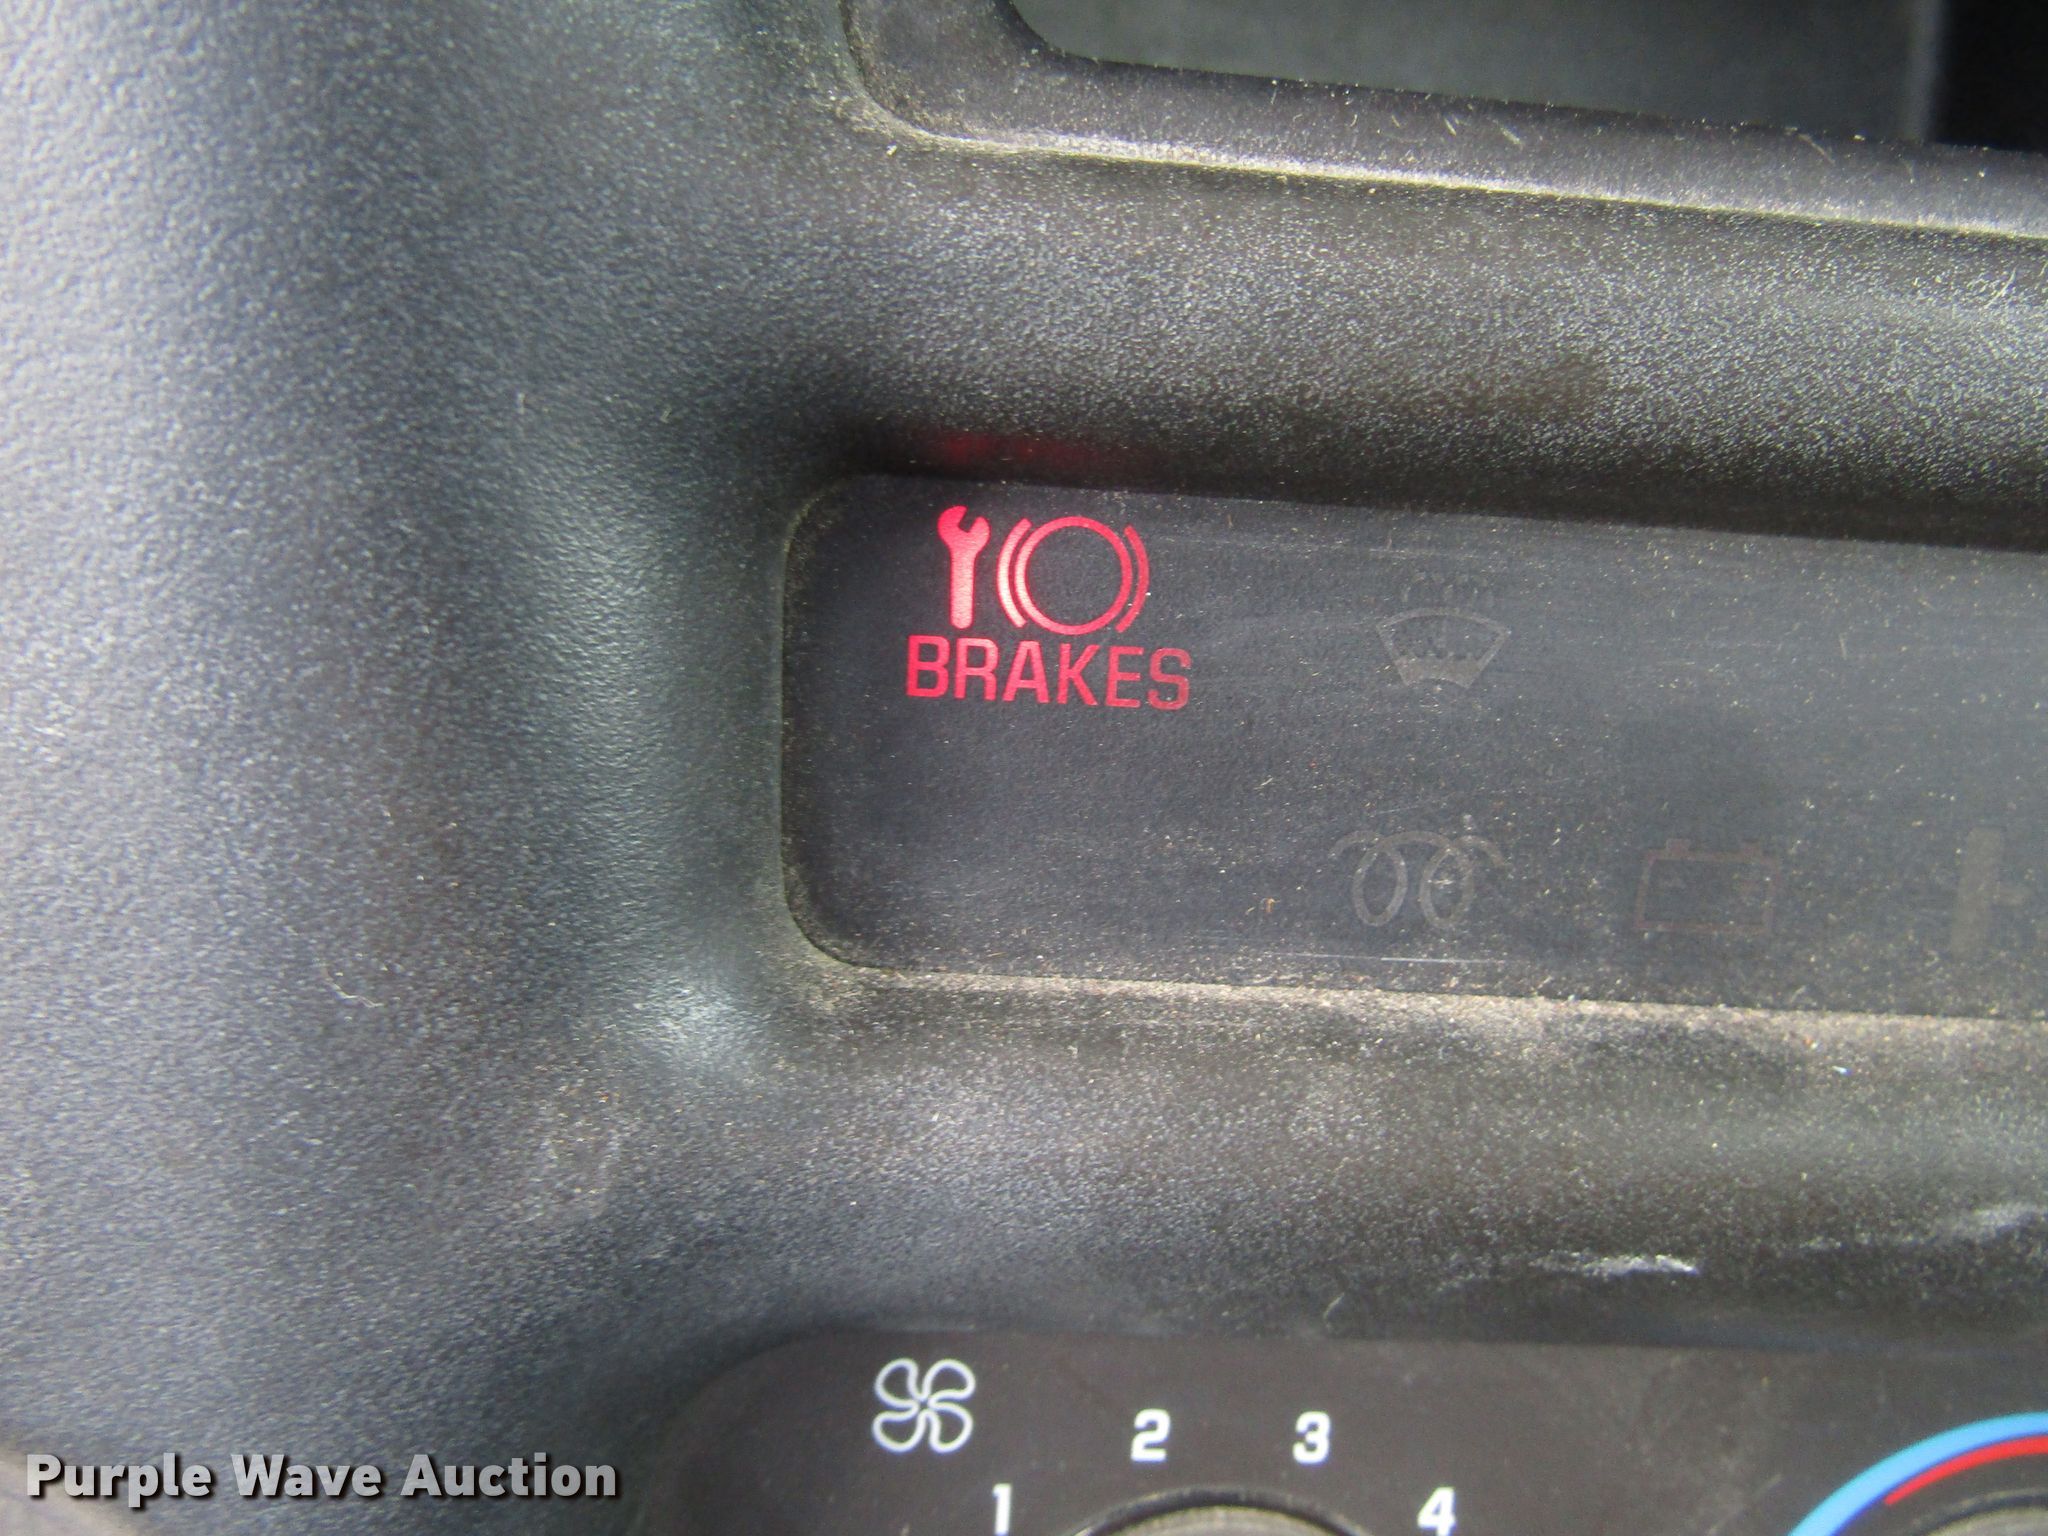 BRAKES
2 3
1 4
Purple Wave Auction